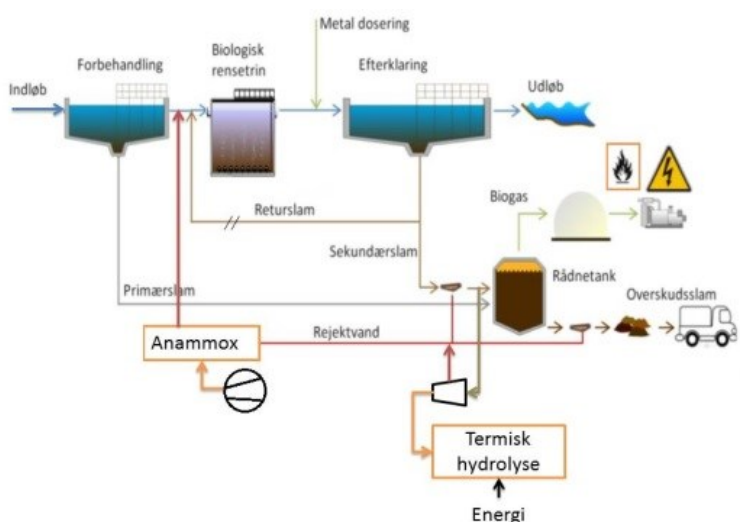 Metal dosering
Forbehandling
Biologisk
rensetrin
Efterklaring
Indløb
Udløb
Biogas
Returslam
Sekundærslam
Rådnetank
Primærslam
Overskudsslam
Anammox
Rejektvand
Termisk
hydrolyse
Energi